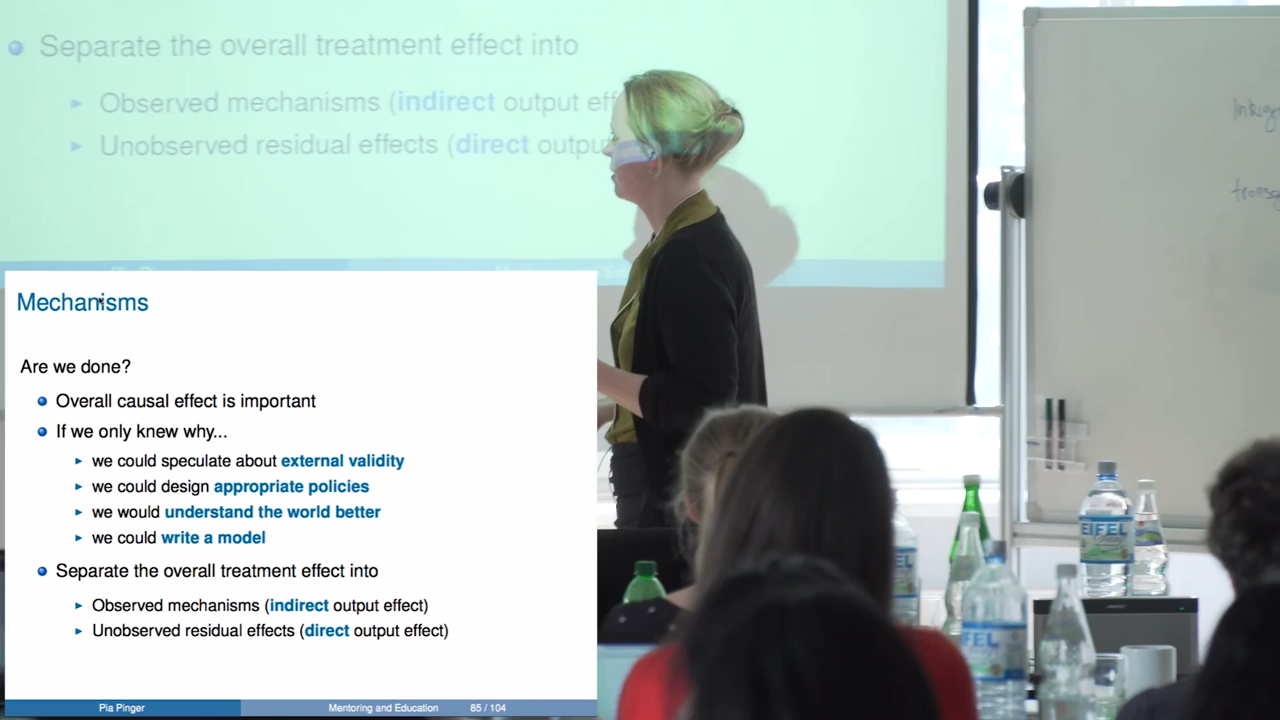 Separate the overall treatment effect into
Observed mechanisms (indirect output eff
Unobserved residual effects (direct outpu
Mechanisms
Are we done?
Overall causal effect is important
If we only knew why...
we could speculate about external validity
we could design appropriate policies
we would understand the world better
we could write a model
Separate the overall treatment effect into
Observed mechanisms (indirect output effect)
Unobserved residual effects (direct output effect)
Pia Pinger
Mentoring and Education
85 / 104
EIFEL
FEL